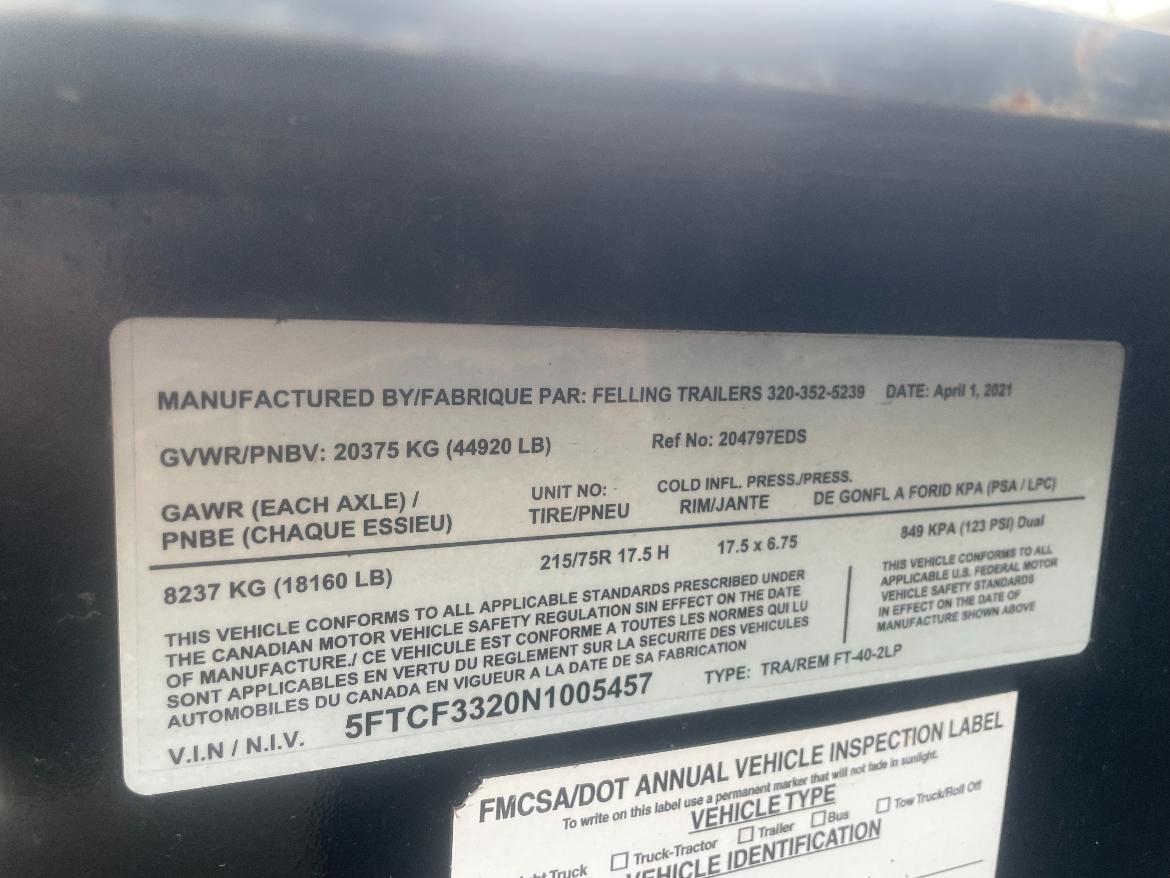 MANUFACTURED BY/FABRIQUE PAR: FELLING TRAILERS 320-352-5239 DATE: April 1, 2021
GVWR/PNBV: 20375 KG (44920 LB) Ref No: 204797EDS
GAWR (EACH AXLE) / UNIT NO: COLD INFL. PRESS./PRESS.
PNBE (CHAQUE ESSIEU) TIRE/PNEU RIM/JANTE DE GONFL A FORID KPA (PSA / LPC)
8237 KG (18160 LB) 215/75R 17.5 H 17.5 x 6.75 849 KPA (123 PSI) Dual
THIS VEHICLE CONFORMS TO ALL APPLICABLE STANDARDS PRESCRIBED UNDER
THE CANADIAN MOTOR VEHICLE SAFETY REGULATION SIN EFFECT ON THE DATE
OF MANUFACTURE./ CE VEHICULE EST CONFORME A TOUTES LES NORMES QUI LU
SONT APPLICABLES EN VERTU DU REGLEMENT SUR LA SECURITE DES VEHICULES
AUTOMOBILES DU CANADA EN VIGUEUR A LA DATE DE SA FABRICATION
THIS VEHICLE CONFORMS TO ALL
APPLICABLE U.S. FEDERAL MOTOR
VEHICLE SAFETY STANDARDS
IN EFFECT ON THE DATE OF
MANUFACTURE SHOWN ABOVE
V.I.N / N.I.V. 5FTCF3320N1005457 TYPE: TRA/REM FT-40-2LP
FMCSA/DOT ANNUAL VEHICLE INSPECTION LABEL
To write on this label use a permanent marker that will not fade in sunlight.
VEHICLE TYPE
Truck Truck-Tractor Trailer Bus Tow Truck/Roll Off
VEHICLE IDENTIFICATION